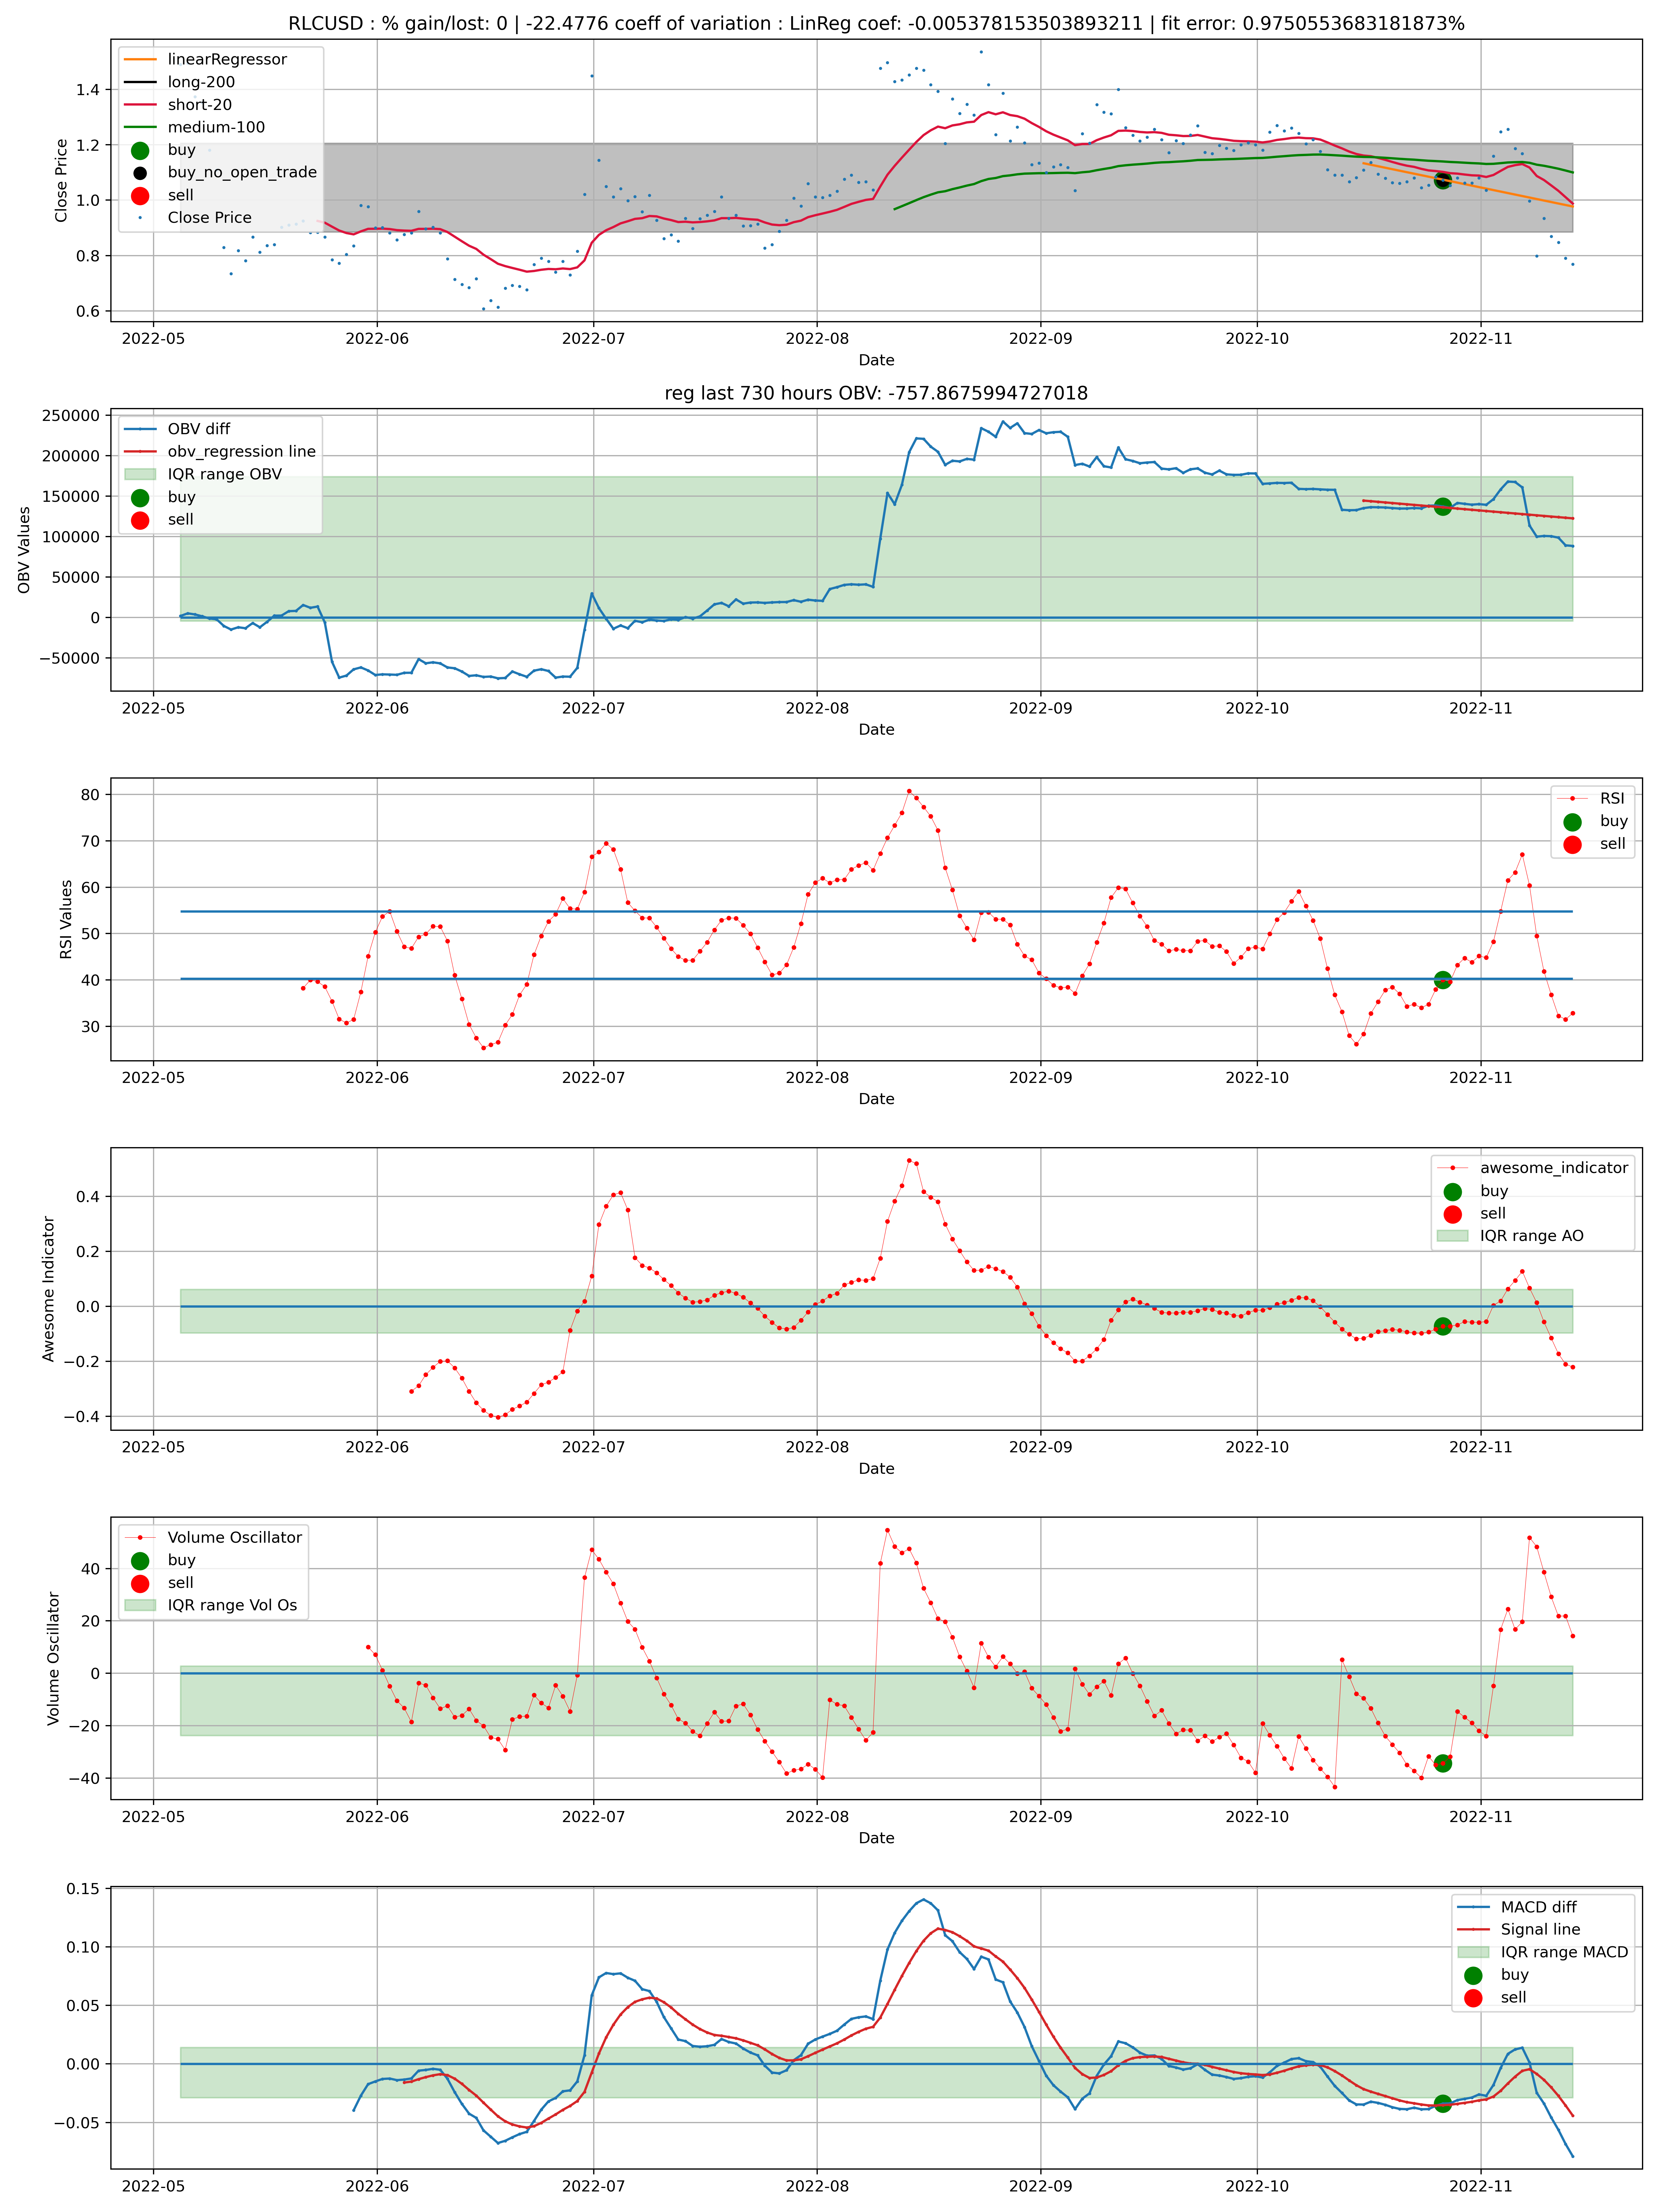 RLCUSD : % gain/lost: 0 | -22.4776 coeff of variation : LinReg coef: -0.005378153503893211 | fit error: 0.9750553683181873%
linearRegressor
long-200
short-20
medium-100
buy
buy_no_open_trade
sell
Close Price
Close Price
1.4
1.2
1.0
0.8
0.6
2022-05 2022-06 2022-07 2022-08 2022-09 2022-10 2022-11
Date
reg last 730 hours OBV: -757.8675994727018
OBV diff
obv_regression line
IQR range OBV
buy
sell
OBV Values
250000
200000
150000
100000
50000
0
−50000
2022-05 2022-06 2022-07 2022-08 2022-09 2022-10 2022-11
Date
RSI
buy
sell
RSI Values
80
70
60
50
40
30
2022-05 2022-06 2022-07 2022-08 2022-09 2022-10 2022-11
Date
awesome_indicator
buy
sell
IQR range AO
Awesome Indicator
0.4
0.2
0.0
−0.2
−0.4
2022-05 2022-06 2022-07 2022-08 2022-09 2022-10 2022-11
Date
Volume Oscillator
buy
sell
IQR range Vol Os
Volume Oscillator
40
20
0
−20
−40
2022-05 2022-06 2022-07 2022-08 2022-09 2022-10 2022-11
Date
MACD diff
Signal line
IQR range MACD
buy
sell
0.15
0.10
0.05
0.00
−0.05
2022-05 2022-06 2022-07 2022-08 2022-09 2022-10 2022-11